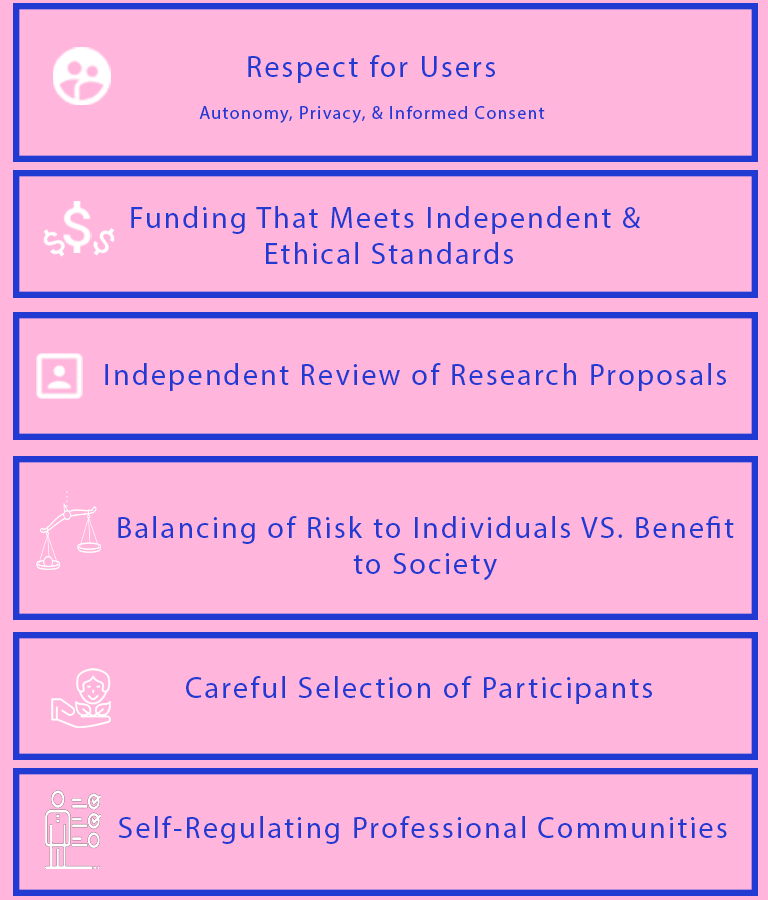 Respect for Users
Autonomy, Privacy, & Informed Consent
Funding That Meets Independent &
Ethical Standards
Independent Review of Research Proposals
Balancing of Risk to Individuals VS. Benefit
to Society
Careful Selection of Participants
Self-Regulating Professional Communities